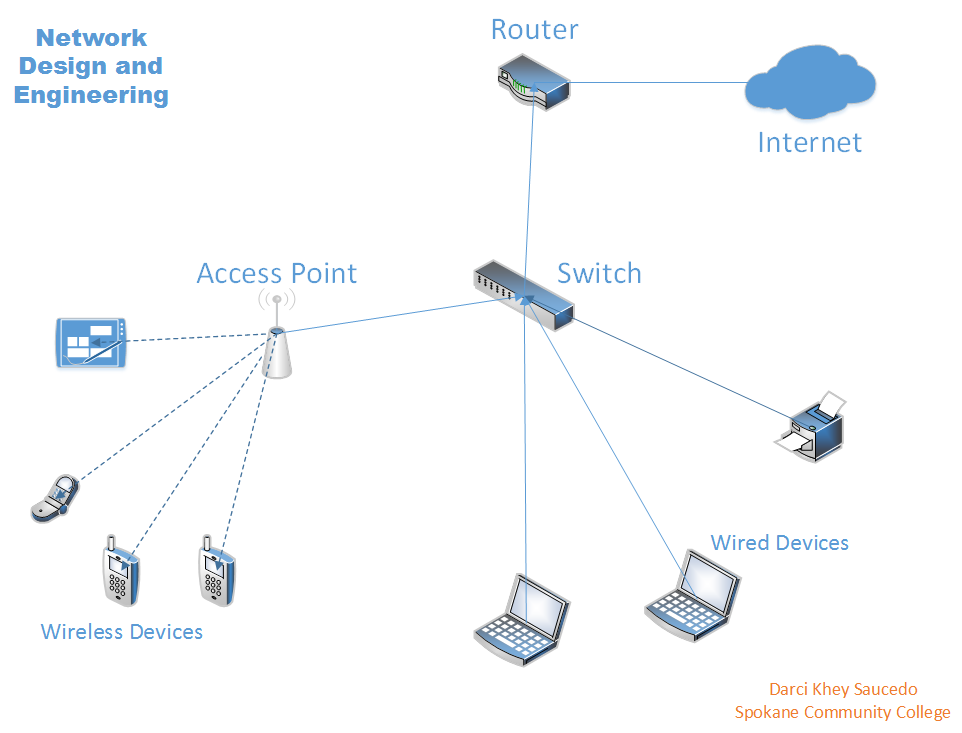 Network
Design and
Engineering
Router
Internet
Access Point
Switch
Wired Devices
Wireless Devices
Darci Khey Saucedo
Spokane Community College